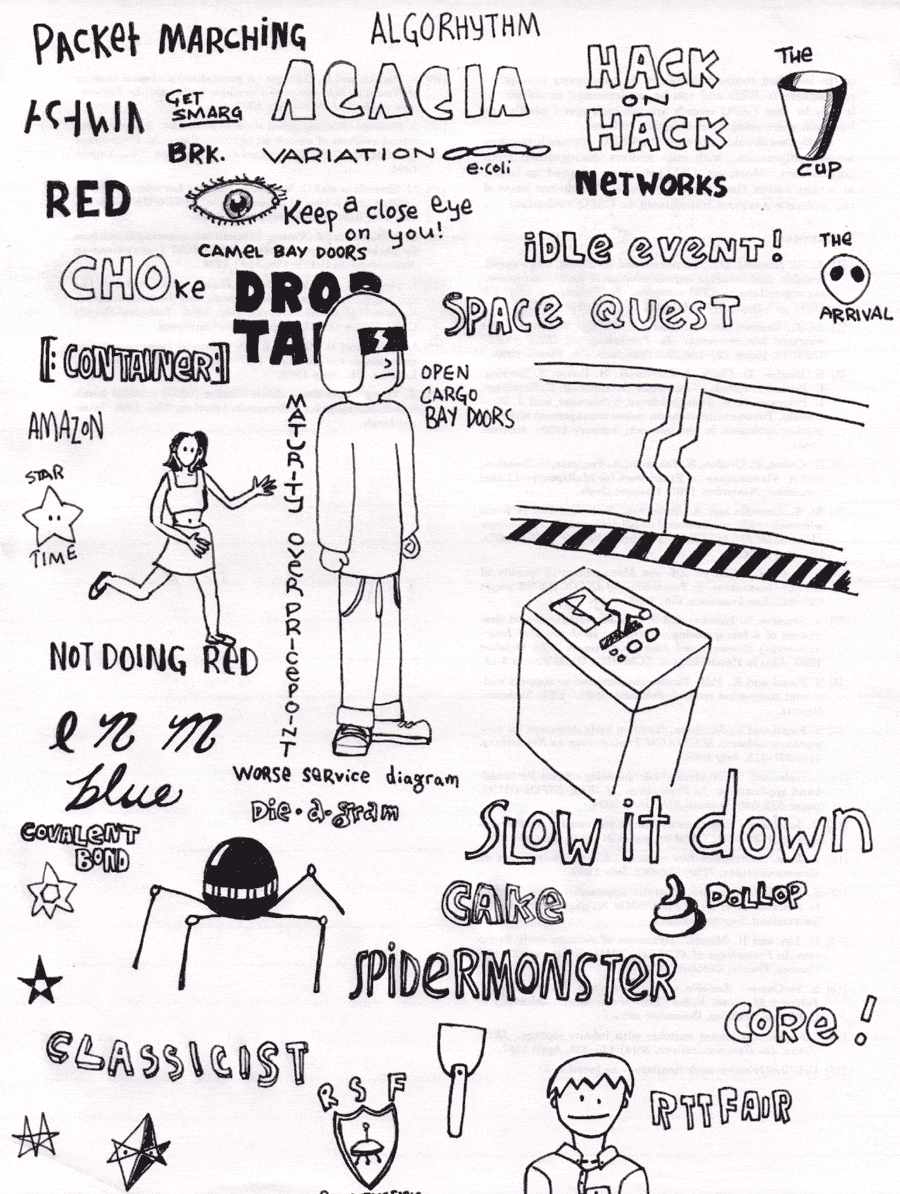 PACKET MARCHING
ALGORHYTHM
ASHWIN
GET
SMARG
ACACIA
HACK
ON
HACK
THE
CUP
BRK.
VARIATION
e.coli
NETWORKS
RED
Keep a close eye
on you!
CAMEL BAY DOORS
iDLE eVENT!
THE
ARRIVAL
CHOKe
DROP
TAI
SPACE QUEST
[: CONTAINER :]
OPEN
CARGO
BAY DOORS
MATURITY OVER PRICEPOINT
AMAZON
STAR
TIME
NOT DOING RED
e n m
blue
WORSE SERVICE diagram
Die·a·gram
COVALENT
BOND
SLOW it down
CAKE
DOLLOP
SPIDERMONSTER
CORE!
CLASSICIST
RSF
RTTFAIR